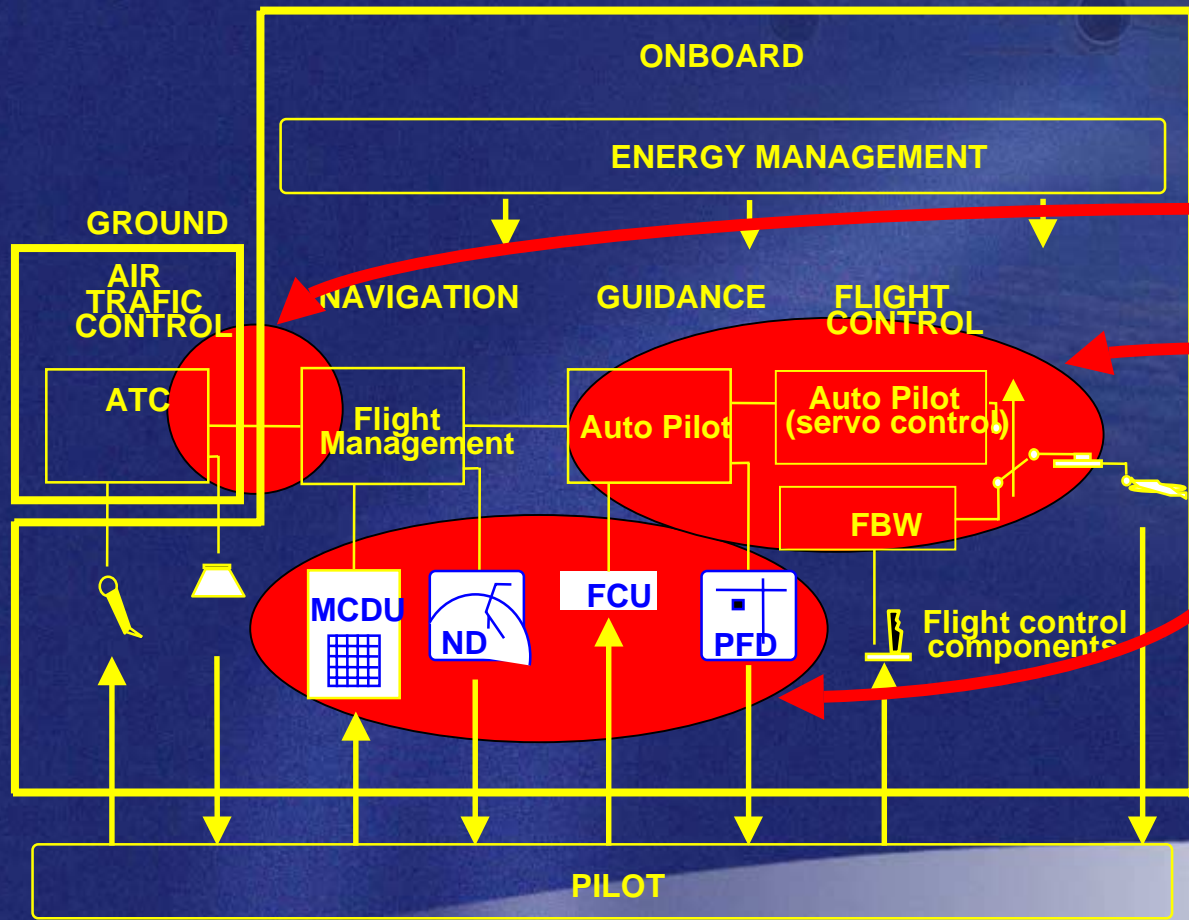 ONBOARD
ENERGY MANAGEMENT
GROUND
AIR
TRAFIC
CONTROL
NAVIGATION
GUIDANCE
FLIGHT
CONTROL
ATC
Flight
Management
Auto Pilot
Auto Pilot
(servo control)
FBW
MCDU
ND
FCU
PFD
Flight control
components
PILOT